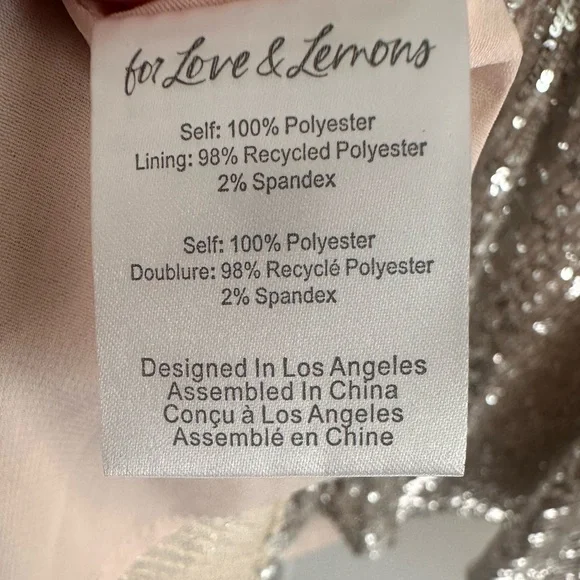 for Love & Lemons
Self: 100% Polyester
Lining: 98% Recycled Polyester
2% Spandex
Self: 100% Polyester
Doublure: 98% Recyclé Polyester
2% Spandex
Designed In Los Angeles
Assembled In China
Conçu à Los Angeles
Assemblé en Chine